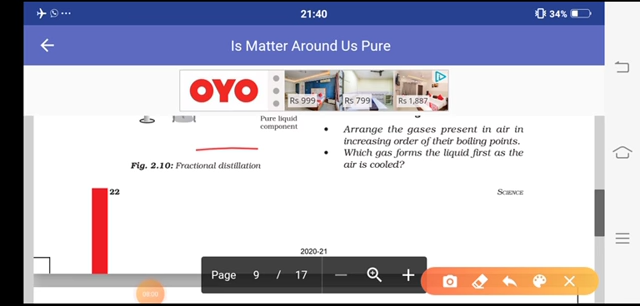 21:40
34%
Is Matter Around Us Pure
OYO
Rs 999
Rs 799
Rs 1,887
Pure liquid
component
Fig. 2.10: Fractional distillation
• Arrange the gases present in air in
increasing order of their boiling points.
• Which gas forms the liquid first as the
air is cooled?
22
SCIENCE
2020-21
Page 9 / 17